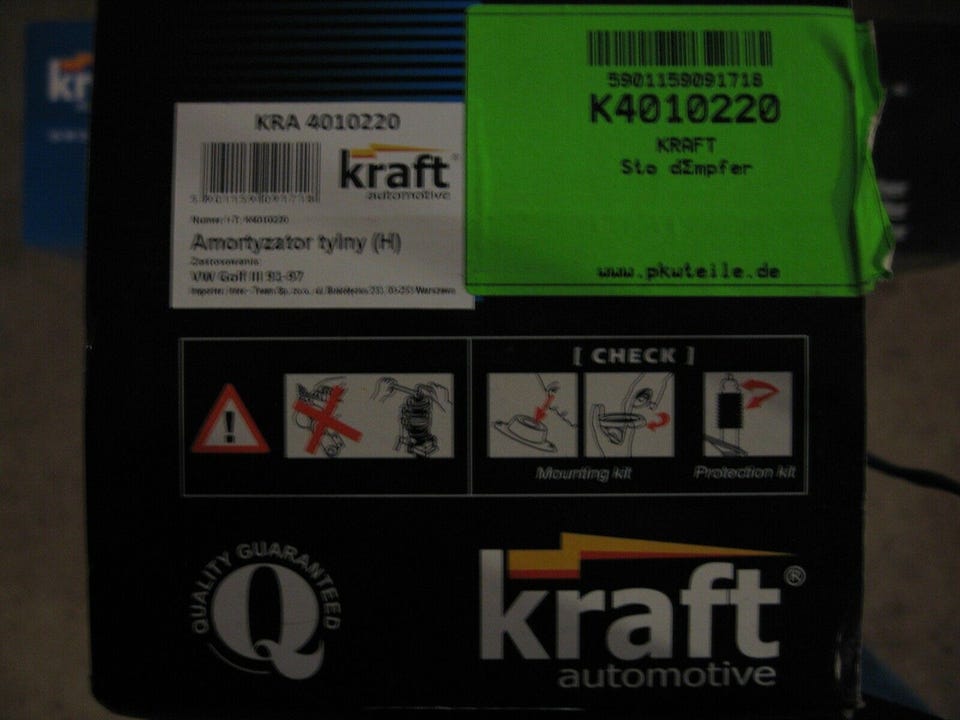 5901159091718
K4010220
KRAFT
Sto dΣmpfer
www.pkwteile.de
KRA 4010220
kraft
automotive
Amortyzator tylny (H)
Zastosowanie:
VW Golf III 91-97
[ CHECK ]
Mounting kit
Protection kit
QUALITY GUARANTEED
Q
kraft®
automotive